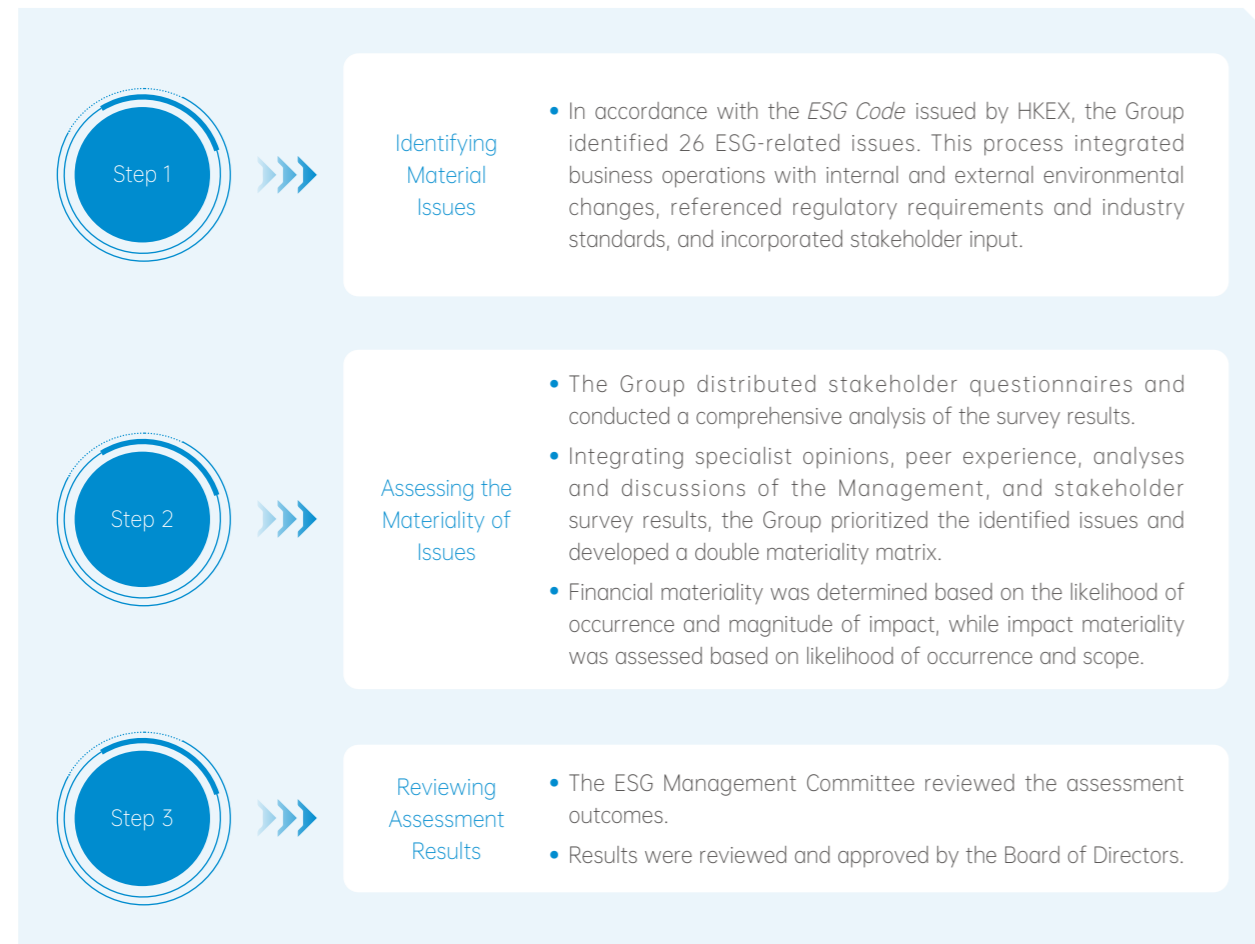 Step 1
Identifying
Material
Issues
• In accordance with the ESG Code issued by HKEX, the Group
identified 26 ESG-related issues. This process integrated
business operations with internal and external environmental
changes, referenced regulatory requirements and industry
standards, and incorporated stakeholder input.
Step 2
Assessing the
Materiality of
Issues
• The Group distributed stakeholder questionnaires and
conducted a comprehensive analysis of the survey results.
• Integrating specialist opinions, peer experience, analyses
and discussions of the Management, and stakeholder
survey results, the Group prioritized the identified issues and
developed a double materiality matrix.
• Financial materiality was determined based on the likelihood of
occurrence and magnitude of impact, while impact materiality
was assessed based on likelihood of occurrence and scope.
Step 3
Reviewing
Assessment
Results
• The ESG Management Committee reviewed the assessment
outcomes.
• Results were reviewed and approved by the Board of Directors.